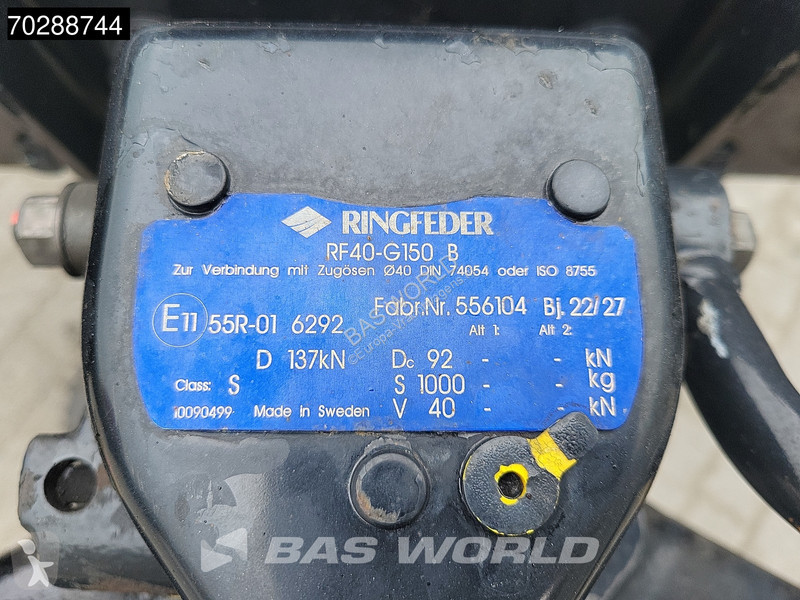 70288744
RINGFEDER
RF40-G150 B
Zur Verbindung mit Zugösen Ø40 DIN 74054 oder ISO 8755
E11 55R-01 6292 Fabr.Nr. 556104 Bj. 22/27
Alt 1: Alt 2:
D 137kN Dc 92 - - kN
Class: S S 1000 - - kg
10090499 Made in Sweden V 40 - - kN
BAS WORLD
BAS WORLD